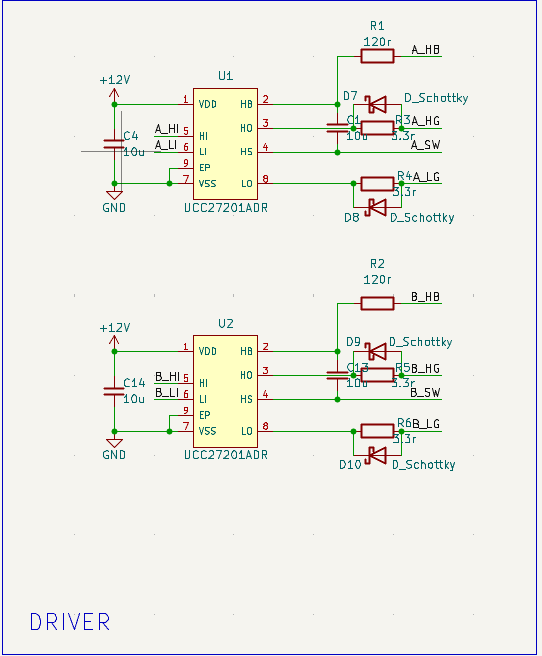 R1
120r
A_HB
U1
+12V
D7
D_Schottky
1
VDD
HB
2
C4
10u
A_HI
5
HI
HO
3
C1
10u
R3
3.3r
A_HG
A_LI
6
LI
HS
4
A_SW
9
EP
7
VSS
LO
8
R4
3.3r
A_LG
GND
UCC27201ADR
D8
D_Schottky
R2
120r
B_HB
U2
+12V
D9
D_Schottky
1
VDD
HB
2
C14
10u
B_HI
5
HI
HO
3
C13
10u
R5
3.3r
B_HG
B_LI
6
LI
HS
4
B_SW
9
EP
7
VSS
LO
8
R6
3.3r
B_LG
GND
UCC27201ADR
D10
D_Schottky
DRIVER